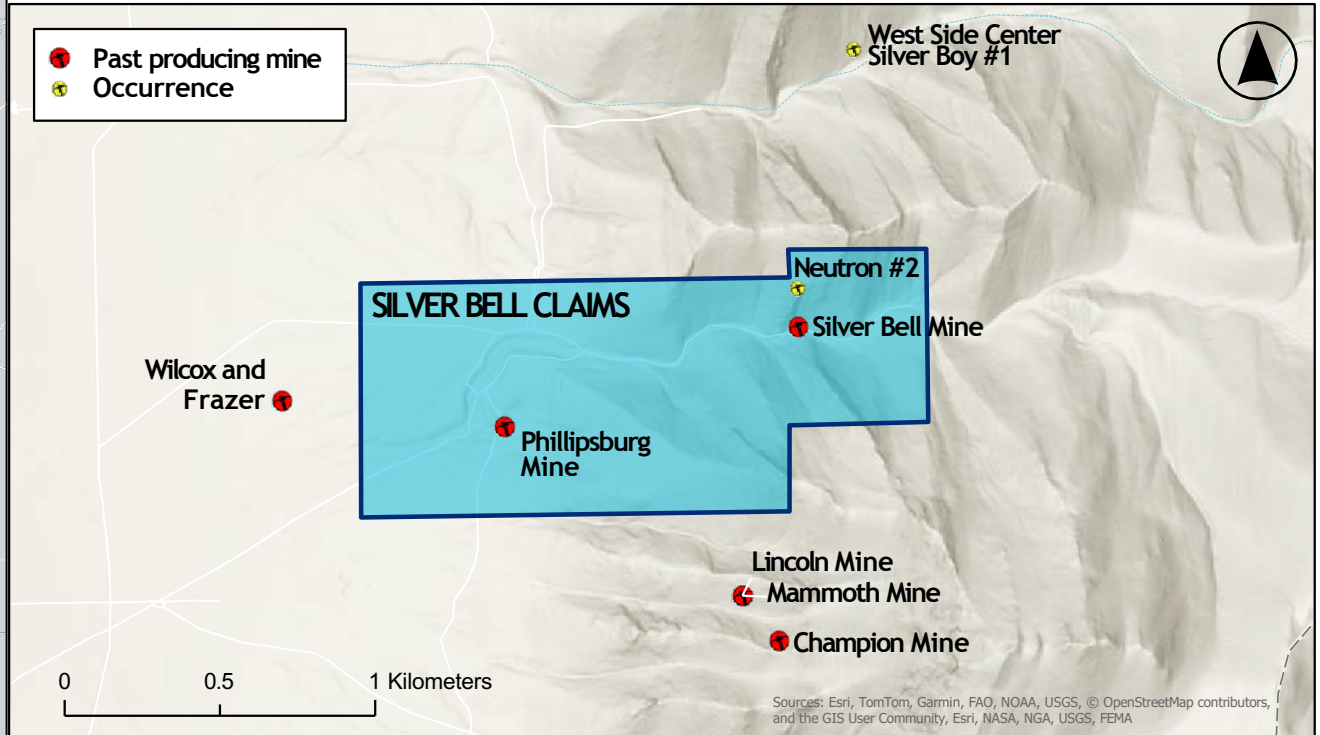 Past producing mine
Occurrence
West Side Center
Silver Boy #1
Neutron #2
SILVER BELL CLAIMS
Silver Bell Mine
Wilcox and
Frazer
Phillipsburg
Mine
Lincoln Mine
Mammoth Mine
Champion Mine
0 0.5 1 Kilometers
Sources: Esri, TomTom, Garmin, FAO, NOAA, USGS, © OpenStreetMap contributors,
and the GIS User Community, Esri, NASA, NGA, USGS, FEMA